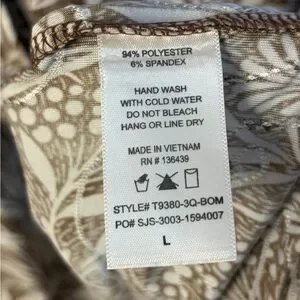 94% POLYESTER
6% SPANDEX
HAND WASH
WITH COLD WATER
DO NOT BLEACH
HANG OR LINE DRY
MADE IN VIETNAM
RN # 136439
STYLE# T9380-3Q-BOM
PO# SJS-3003-1594007
L